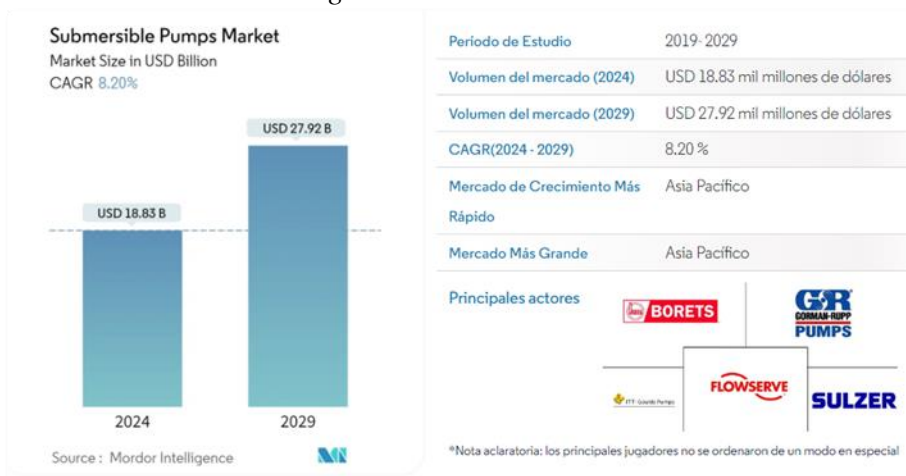 Submersible Pumps Market
Market Size in USD Billion
CAGR 8.20%
USD 27.92 B
USD 18.83 B
2024
2029
Source : Mordor Intelligence
Período de Estudio 2019-2029
Volumen del mercado (2024) USD 18.83 mil millones de dólares
Volumen del mercado (2029) USD 27.92 mil millones de dólares
CAGR(2024 - 2029) 8.20 %
Mercado de Crecimiento Más Asia Pacífico
Rápido
Mercado Más Grande Asia Pacífico
Principales actores
BORETS
GR
GORMAN-RUPP
PUMPS
ITT Goulds Pumps
FLOWSERVE
SULZER
*Nota aclaratoria: los principales jugadores no se ordenaron de un modo en especial